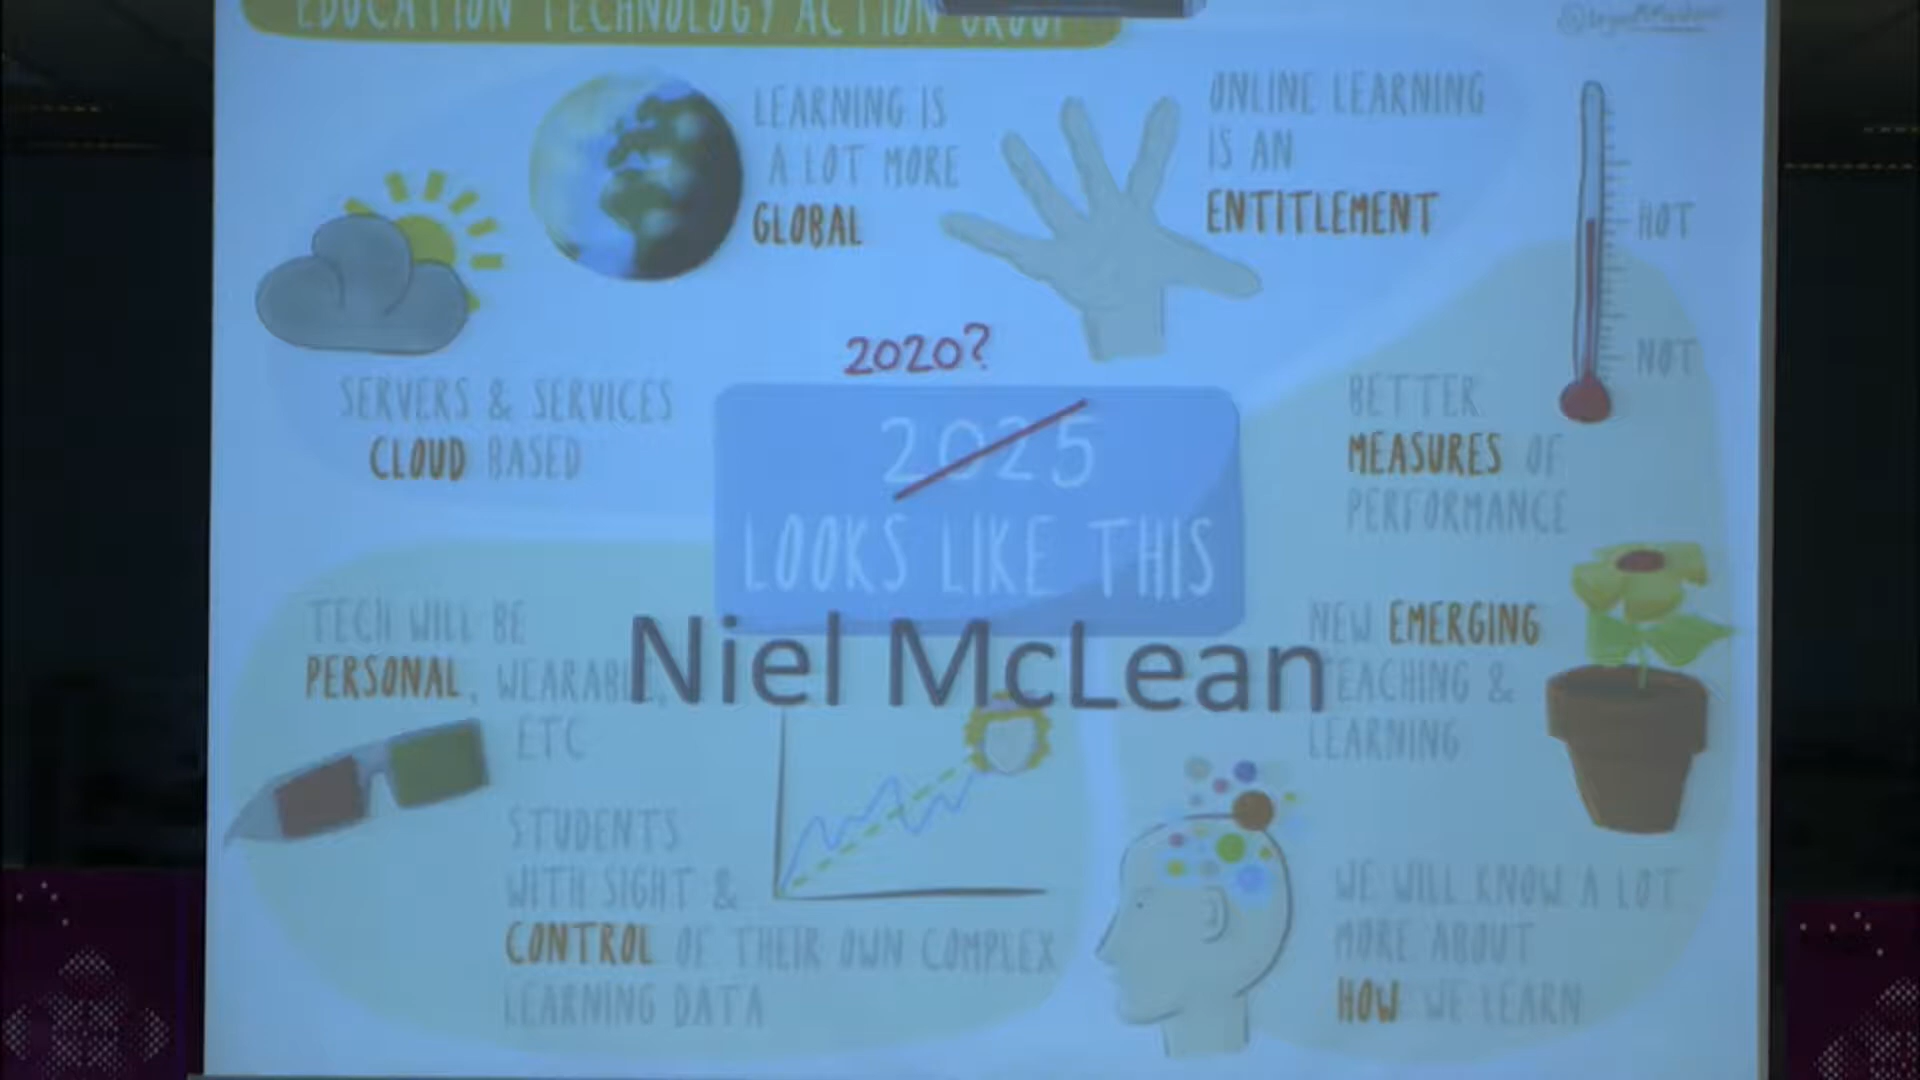 EDUCATION TECHNOLOGY ACTION GROUP
LEARNING IS
A LOT MORE
GLOBAL
ONLINE LEARNING
IS AN
ENTITLEMENT
HOT
NOT
SERVERS & SERVICES
CLOUD BASED
2020?
2025
LOOKS LIKE THIS
BETTER
MEASURES OF
PERFORMANCE
TECH WILL BE
PERSONAL, WEARABLE,
ETC
Niel McLean
NEW EMERGING
TEACHING &
LEARNING
STUDENTS
WITH SIGHT &
CONTROL OF THEIR OWN COMPLEX
LEARNING DATA
WE WILL KNOW A LOT
MORE ABOUT
HOW WE LEARN